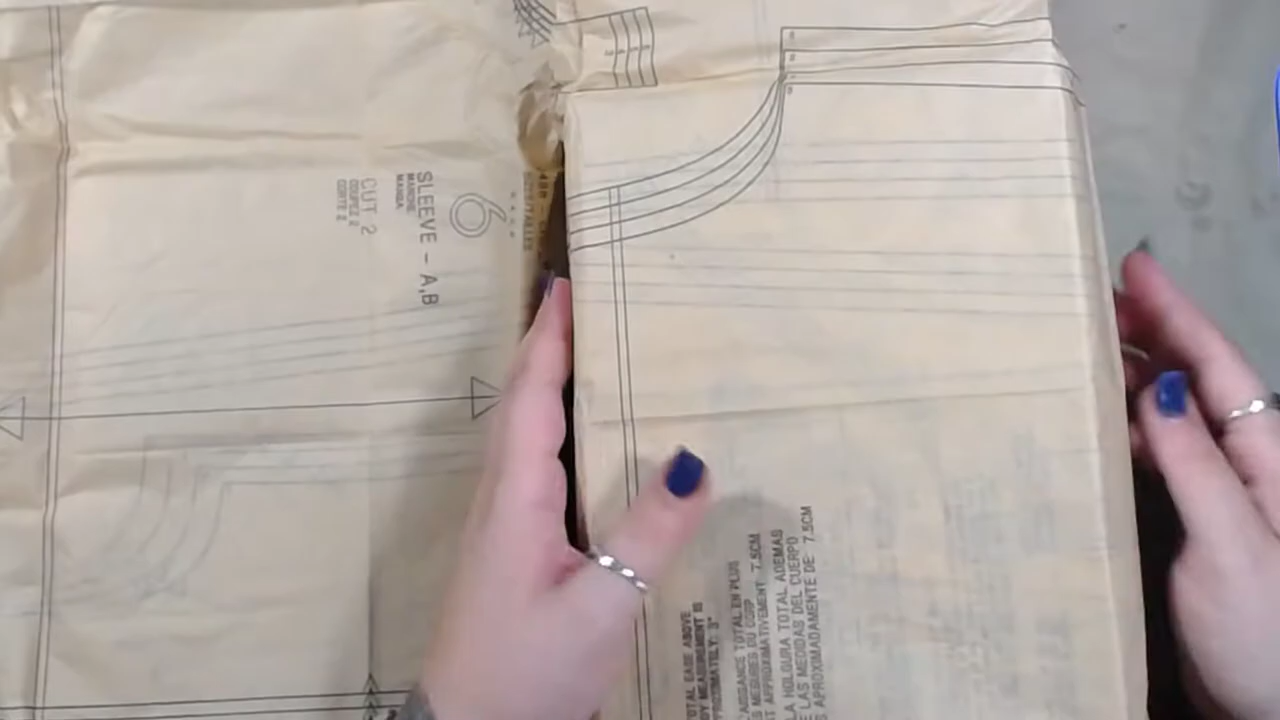 6
SLEEVE - A,B
MANCHE
MANGA
CUT 2
COUPEZ 2
CORTE 2
TOTAL EASE ABOVE
BODY MEASUREMENT IS
APPROXIMATELY: 3"
L'AISANCE TOTAL EN PLUS
MESURES DU CORP
EST APPROXIMATIVEMENT 7.5CM
LA HOLGURA TOTAL ADEMAS
DE LAS MEDIDAS DEL CUERPO
ES APROXIMADAMENTE DE: 7.5CM